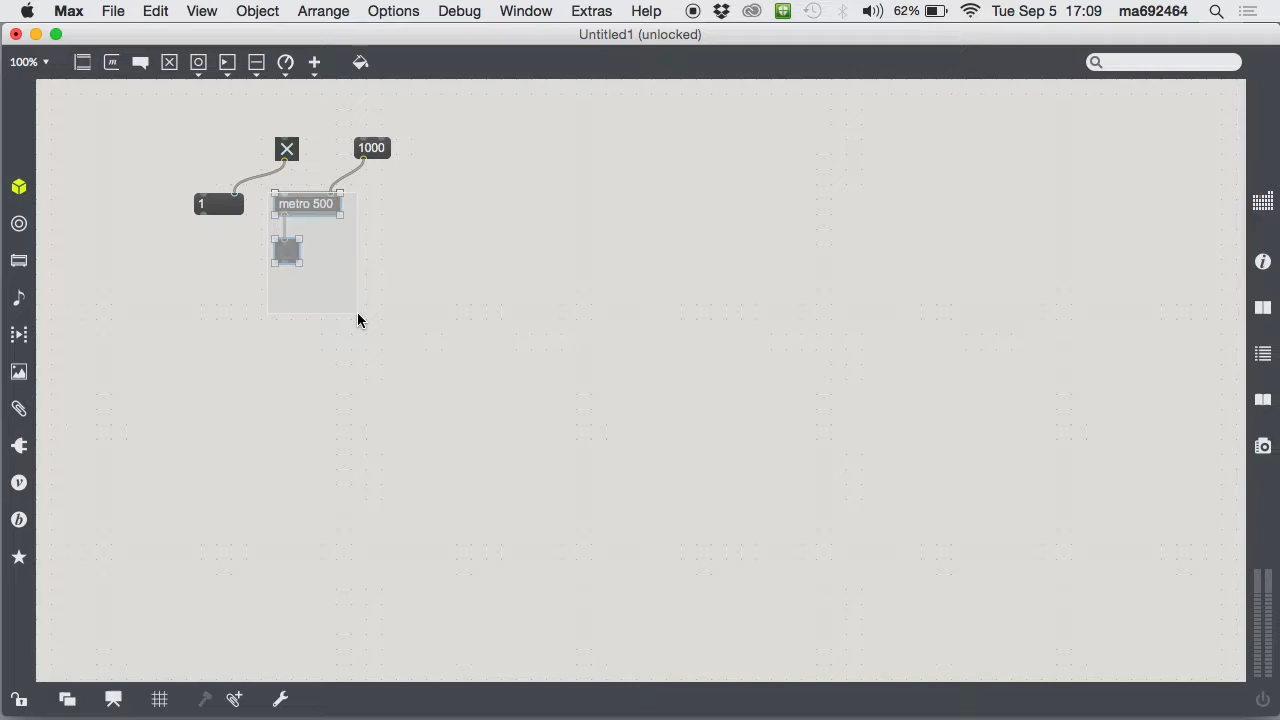 Max File Edit View Object Arrange Options Debug Window Extras Help 62% Tue Sep 5 17:09 ma692464
Untitled1 (unlocked)
100%
m
1000
1
metro 500
v
b